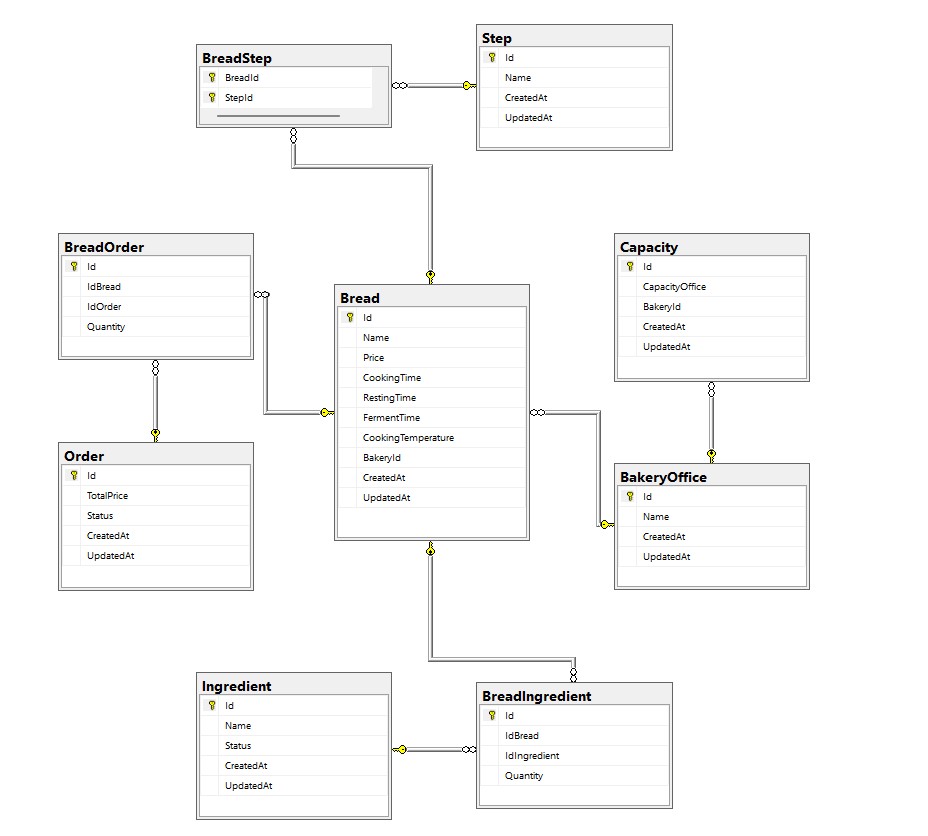 BreadStep
BreadId
StepId
Step
Id
Name
CreatedAt
UpdatedAt
BreadOrder
Id
IdBread
IdOrder
Quantity
Capacity
Id
CapacityOffice
BakeryId
CreatedAt
UpdatedAt
Bread
Id
Name
Price
CookingTime
RestingTime
FermentTime
CookingTemperature
BakeryId
CreatedAt
UpdatedAt
Order
Id
TotalPrice
Status
CreatedAt
UpdatedAt
BakeryOffice
Id
Name
CreatedAt
UpdatedAt
Ingredient
Id
Name
Status
CreatedAt
UpdatedAt
BreadIngredient
Id
IdBread
IdIngredient
Quantity